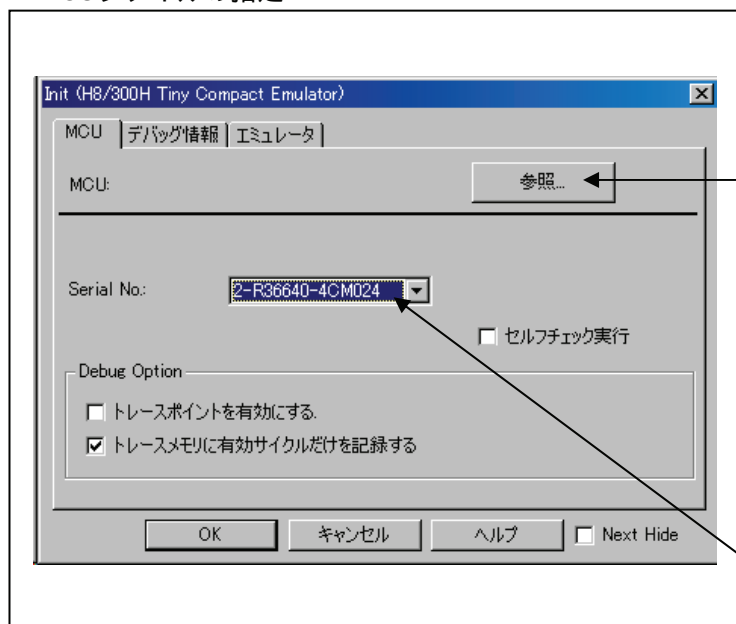 Init (H8/300H Tiny Compact Emulator)
MCU デバッグ情報 エミュレータ
MCU: 参照...
Serial No.: 2-R36640-4CM024
セルフチェック実行
Debug Option
トレースポイントを有効にする.
トレースメモリに有効サイクルだけを記録する
OK キャンセル ヘルプ Next Hide